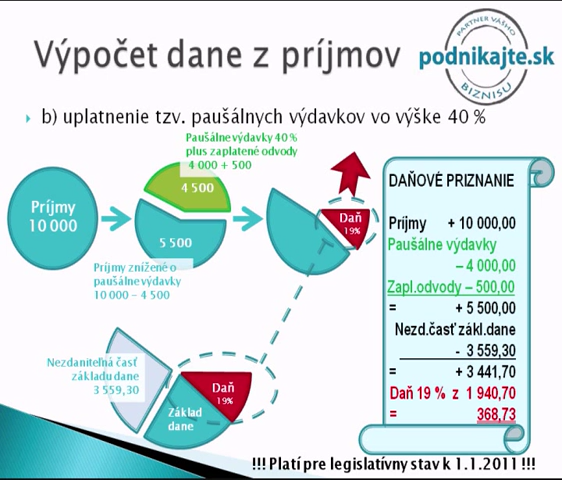 Výpočet dane z príjmov
PARTNER VÁŠHO
podnikajte.sk
BIZNISU
b) uplatnenie tzv. paušálnych výdavkov vo výške 40 %
Paušálne výdavky 40 %
plus zaplatené odvody
4 000 + 500
Príjmy
10 000
4 500
5 500
Daň
19%
Príjmy znížené o
paušálne výdavky
10 000 – 4 500
Nezdaniteľná časť
základu dane
3 559,30
Daň
19%
Základ
dane
DAŇOVÉ PRIZNANIE
Príjmy + 10 000,00
Paušálne výdavky
– 4 000,00
Zapl.odvody – 500,00
= + 5 500,00
Nezd.časť zákl.dane
- 3 559,30
= + 3 441,70
Daň 19 % z 1 940,70
= 368,73
!!! Platí pre legislatívny stav k 1.1.2011 !!!